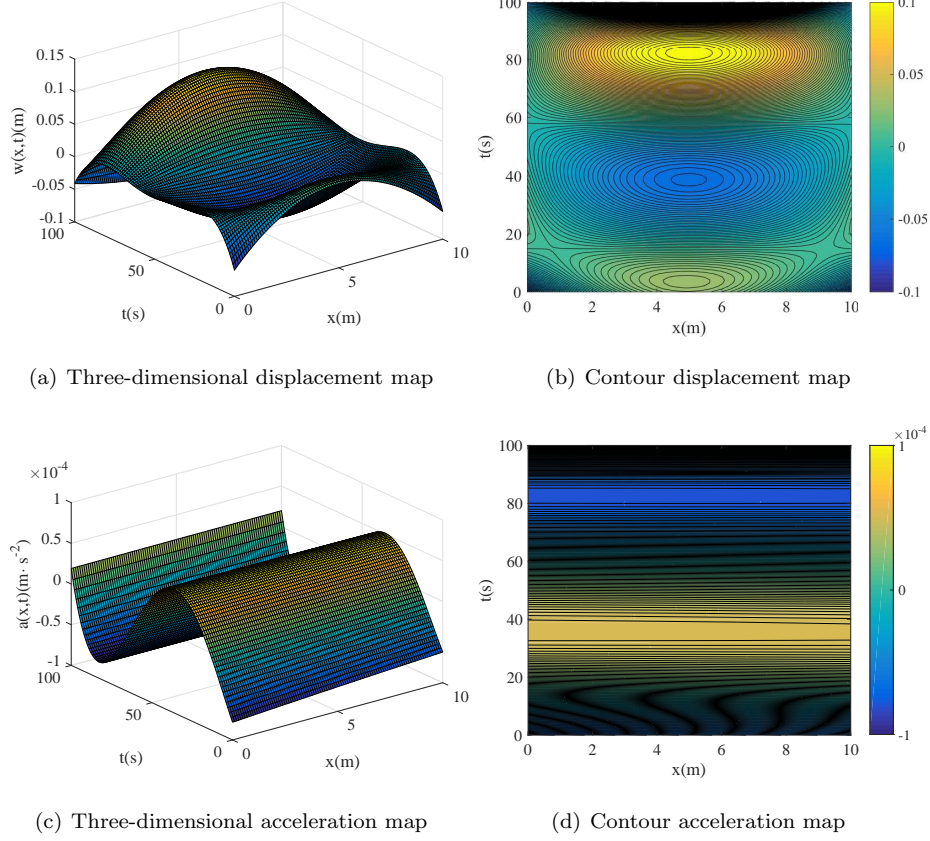 0.15
0.1
0.05
0
-0.05
-0.1
w(x,t)(m)
100
50
0
t(s)
0
5
10
x(m)
100
80
60
40
20
0
t(s)
0 2 4 6 8 10
x(m)
0.1
0.05
0
-0.05
-0.1
(a) Three-dimensional displacement map
(b) Contour displacement map
×10-4
1
0.5
0
-0.5
-1
a(x,t)(m· s-2)
100
50
0
t(s)
0
5
10
x(m)
100
80
60
40
20
0
t(s)
0 2 4 6 8 10
x(m)
×10-4
1
0
-1
(c) Three-dimensional acceleration map
(d) Contour acceleration map